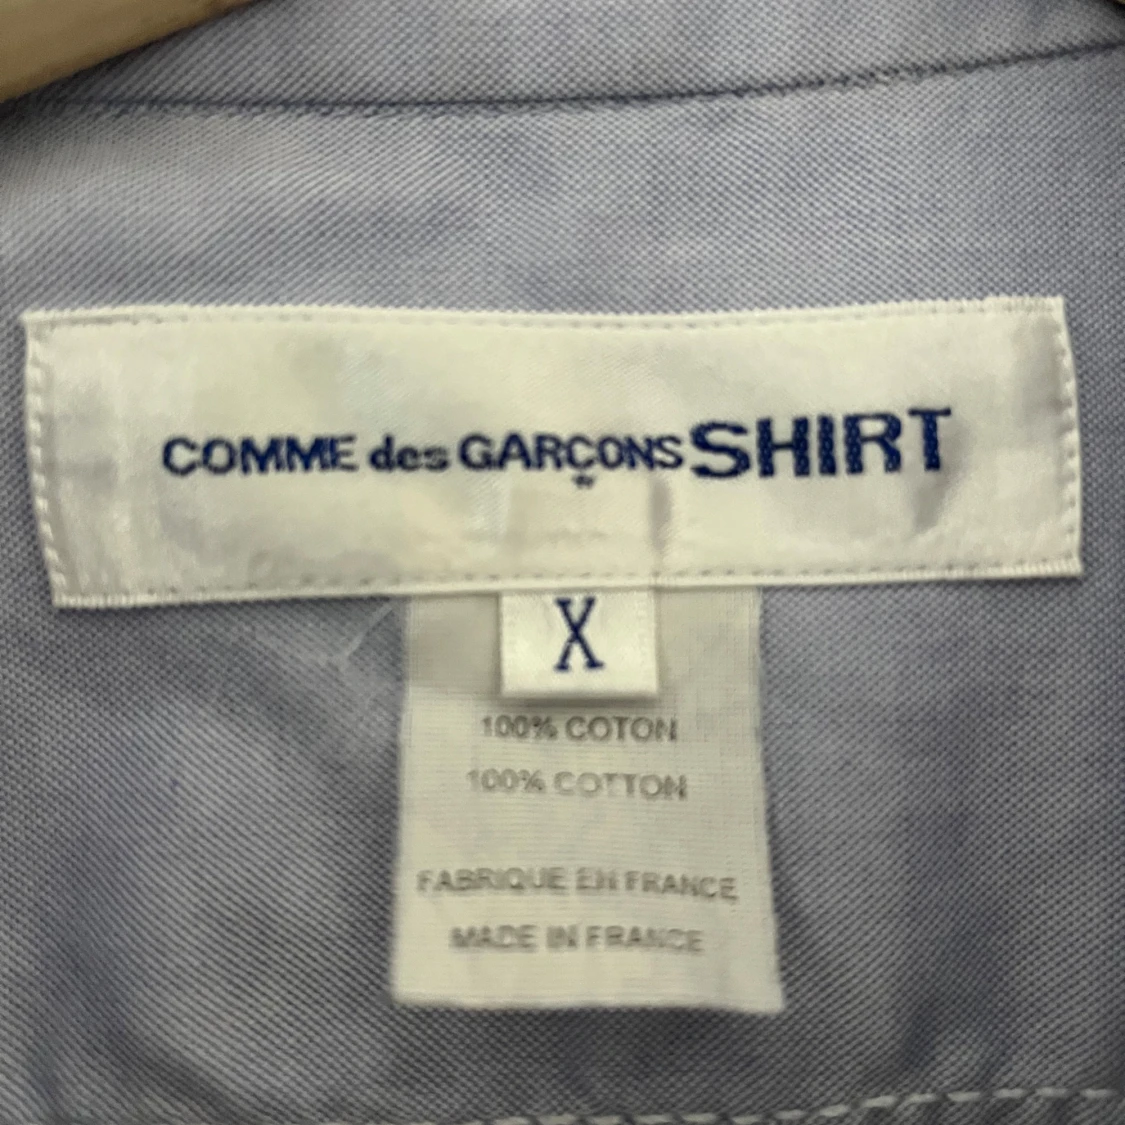 COMME des GARÇONS SHIRT
X
100% COTON
100% COTTON
FABRIQUE EN FRANCE
MADE IN FRANCE